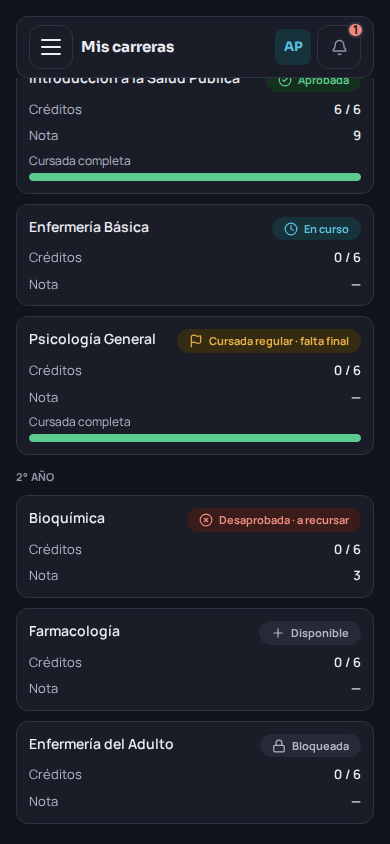 Mis carreras
AP
1
Introducción a la Salud Pública
Aprobada
Créditos
6 / 6
Nota
9
Cursada completa
Enfermería Básica
En curso
Créditos
0 / 6
Nota
—
Psicología General
Cursada regular · falta final
Créditos
0 / 6
Nota
—
Cursada completa
2° AÑO
Bioquímica
Desaprobada · a recursar
Créditos
0 / 6
Nota
3
Farmacología
Disponible
Créditos
0 / 6
Nota
—
Enfermería del Adulto
Bloqueada
Créditos
0 / 6
Nota
—